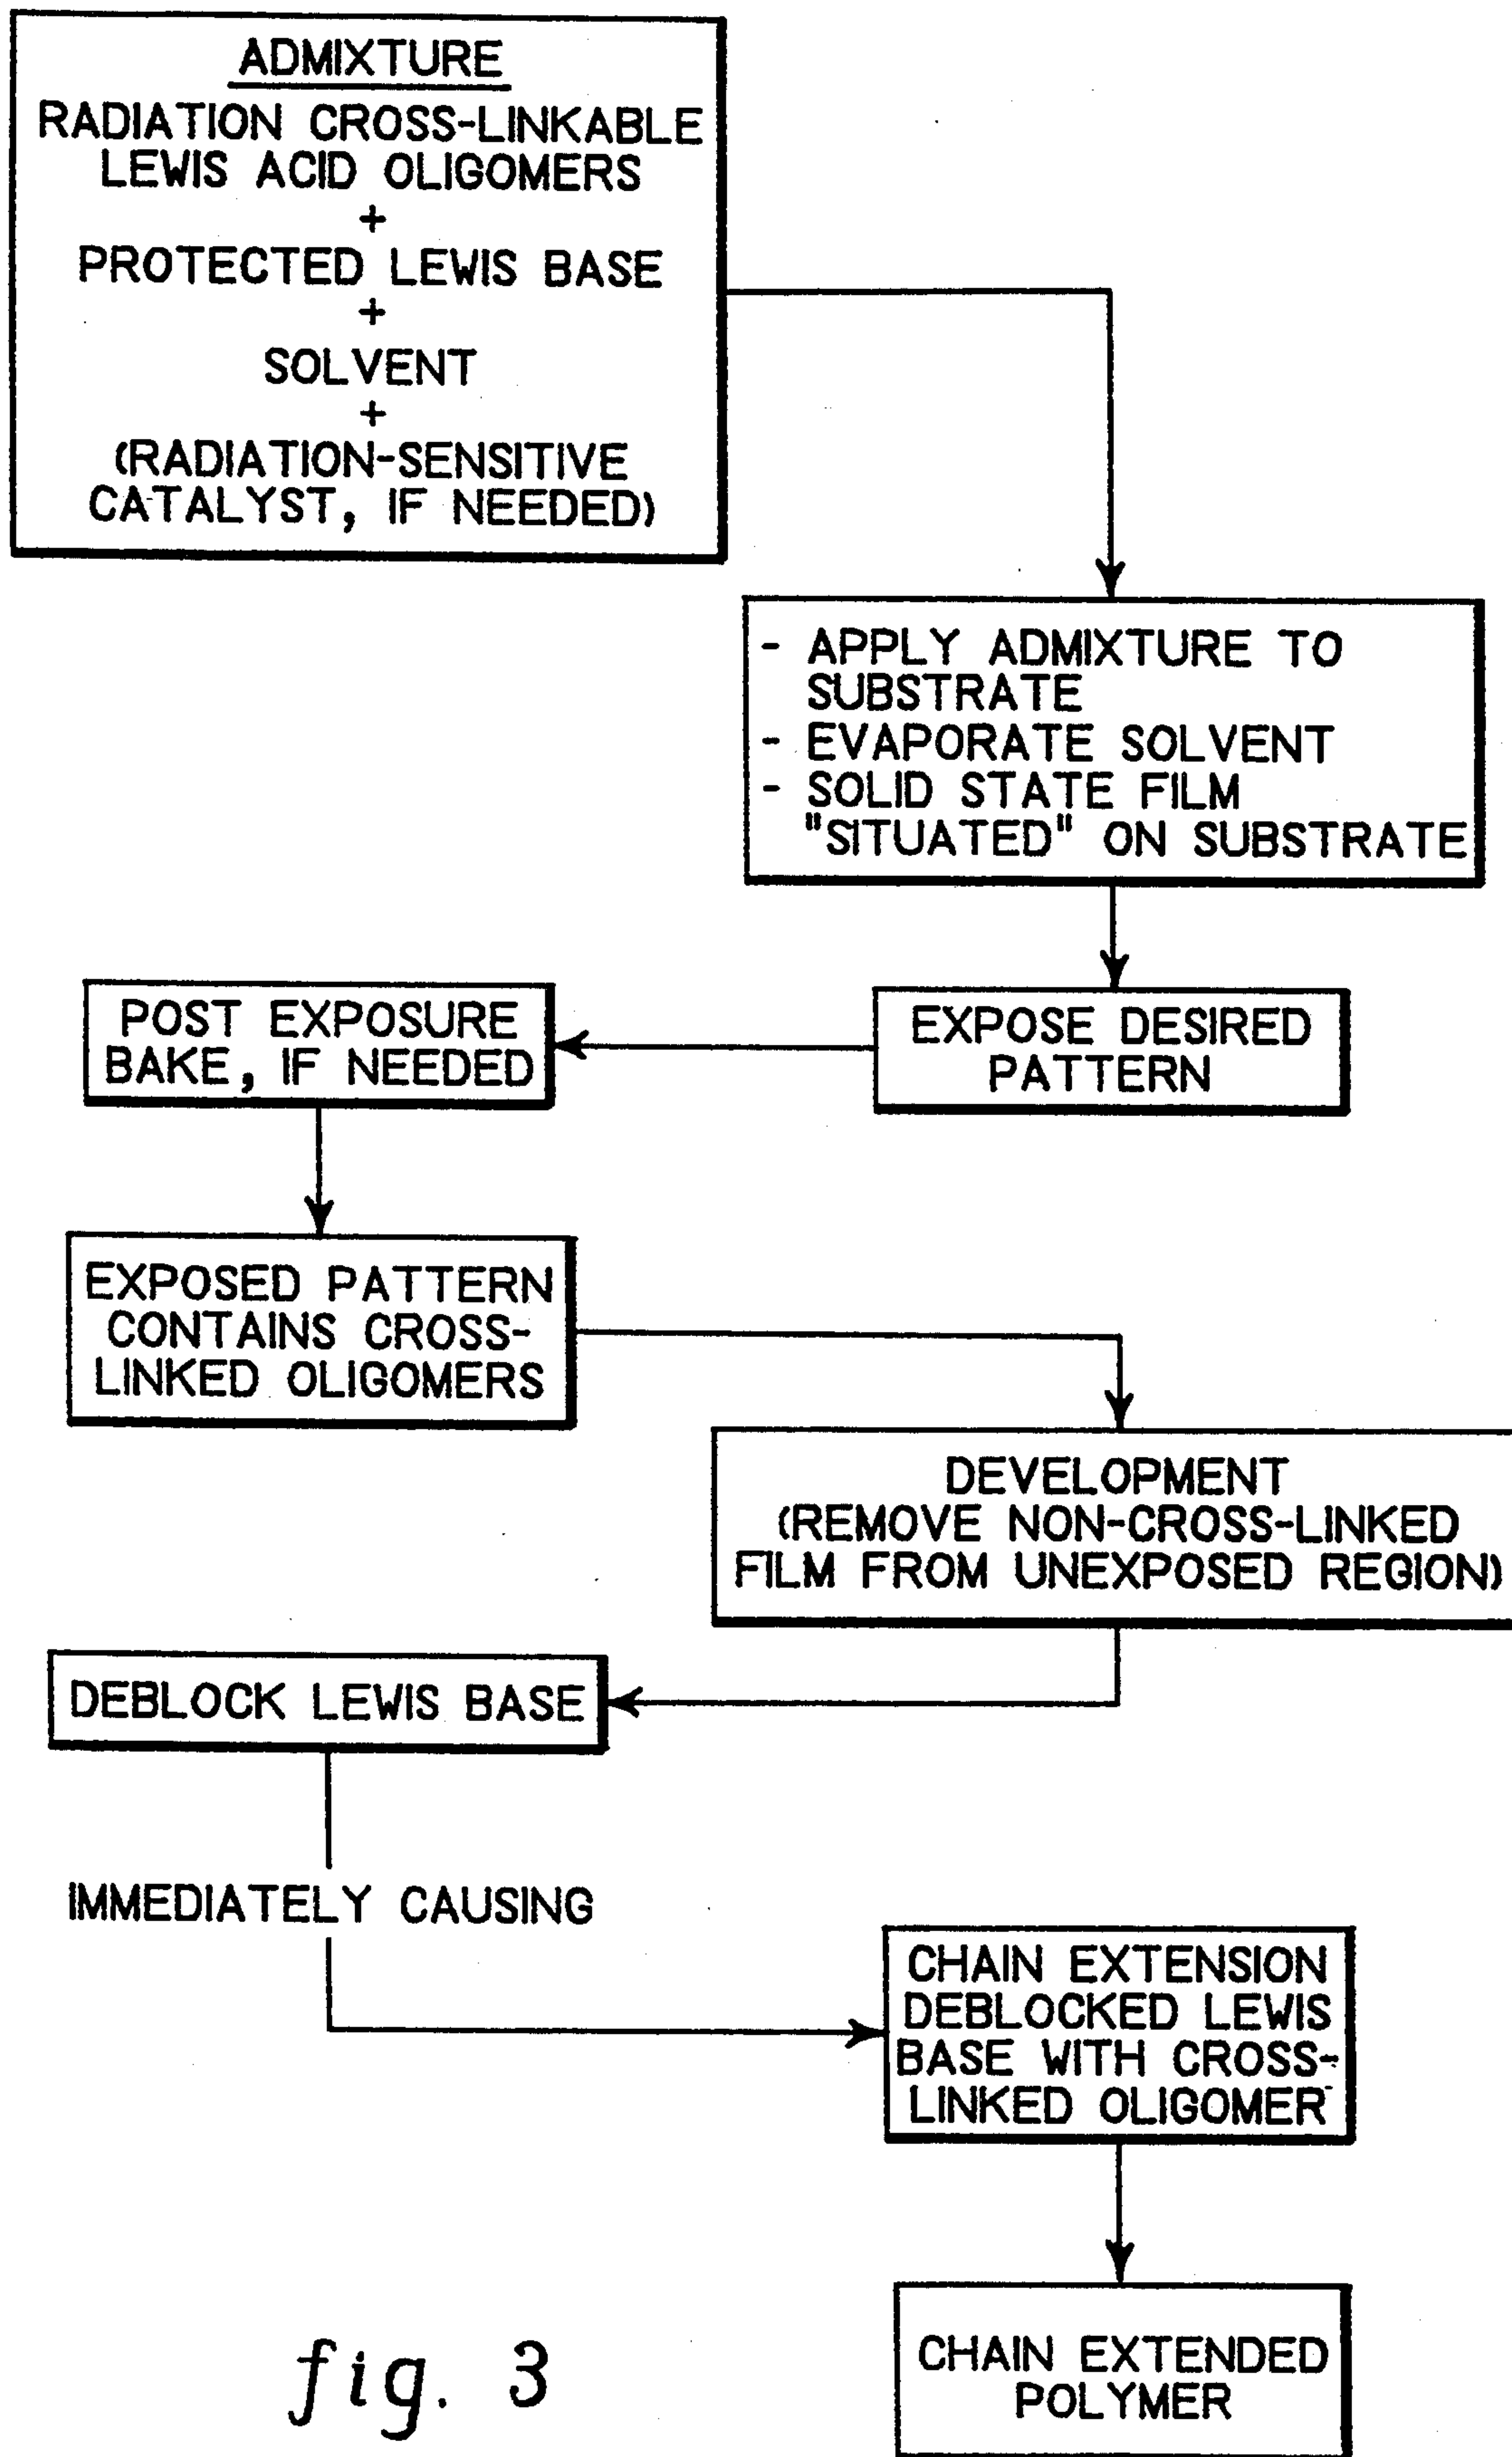 ADMIXTURE
RADIATION CROSS-LINKABLE
LEWIS ACID OLIGOMERS
+
PROTECTED LEWIS BASE
+
SOLVENT
+
(RADIATION-SENSITIVE
CATALYST, IF NEEDED)
- APPLY ADMIXTURE TO
SUBSTRATE
- EVAPORATE SOLVENT
- SOLID STATE FILM
"SITUATED" ON SUBSTRATE
EXPOSE DESIRED
PATTERN
POST EXPOSURE
BAKE, IF NEEDED
EXPOSED PATTERN
CONTAINS CROSS-
LINKED OLIGOMERS
DEVELOPMENT
(REMOVE NON-CROSS-LINKED
FILM FROM UNEXPOSED REGION)
DEBLOCK LEWIS BASE
IMMEDIATELY CAUSING
CHAIN EXTENSION
DEBLOCKED LEWIS
BASE WITH CROSS-
LINKED OLIGOMER
CHAIN EXTENDED
POLYMER
fig. 3